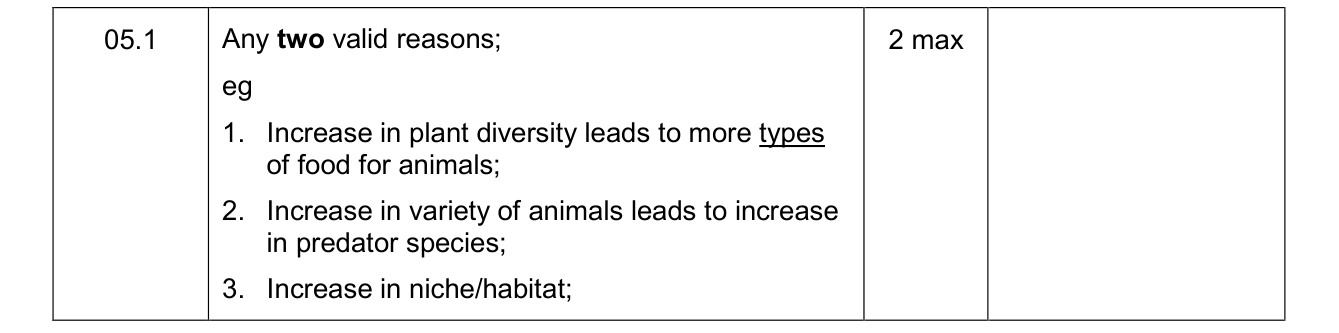 05.1
Any two valid reasons;
2 max
eg
1. Increase in plant diversity leads to more types
of food for animals;
2. Increase in variety of animals leads to increase
in predator species;
3. Increase in niche/habitat;